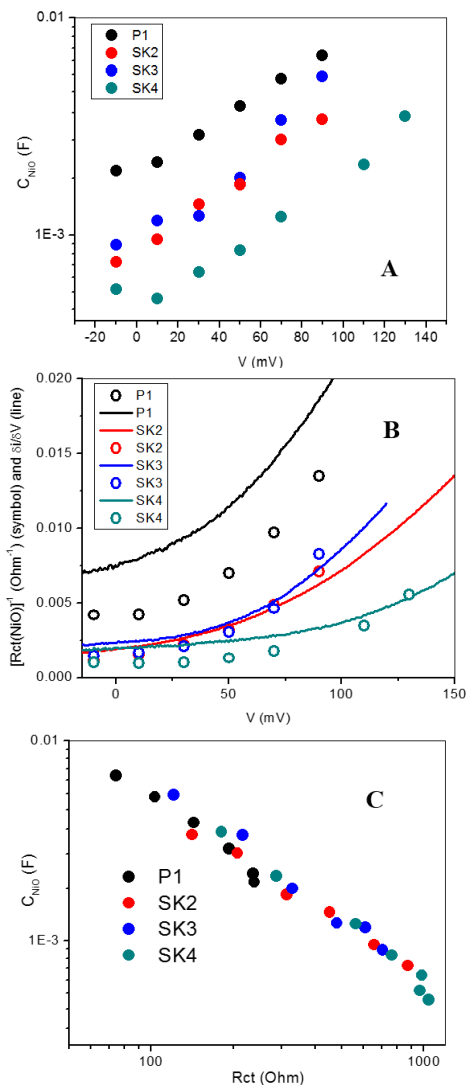 0.01
P1
SK2
SK3
SK4
C_NiO (F)
1E-3
A
-20 0 20 40 60 80 100 120 140
V (mV)
0.020
P1
P1
SK2
SK2
SK3
SK3
SK4
SK4
B
0.015
0.010
0.005
0.000
[Rct(NiO)]⁻¹ (Ohm⁻¹) (symbol) and δi/δV (line)
0 50 100 150
V (mV)
0.01
C
C_NiO (F)
P1
SK2
SK3
SK4
1E-3
100 1000
Rct (Ohm)